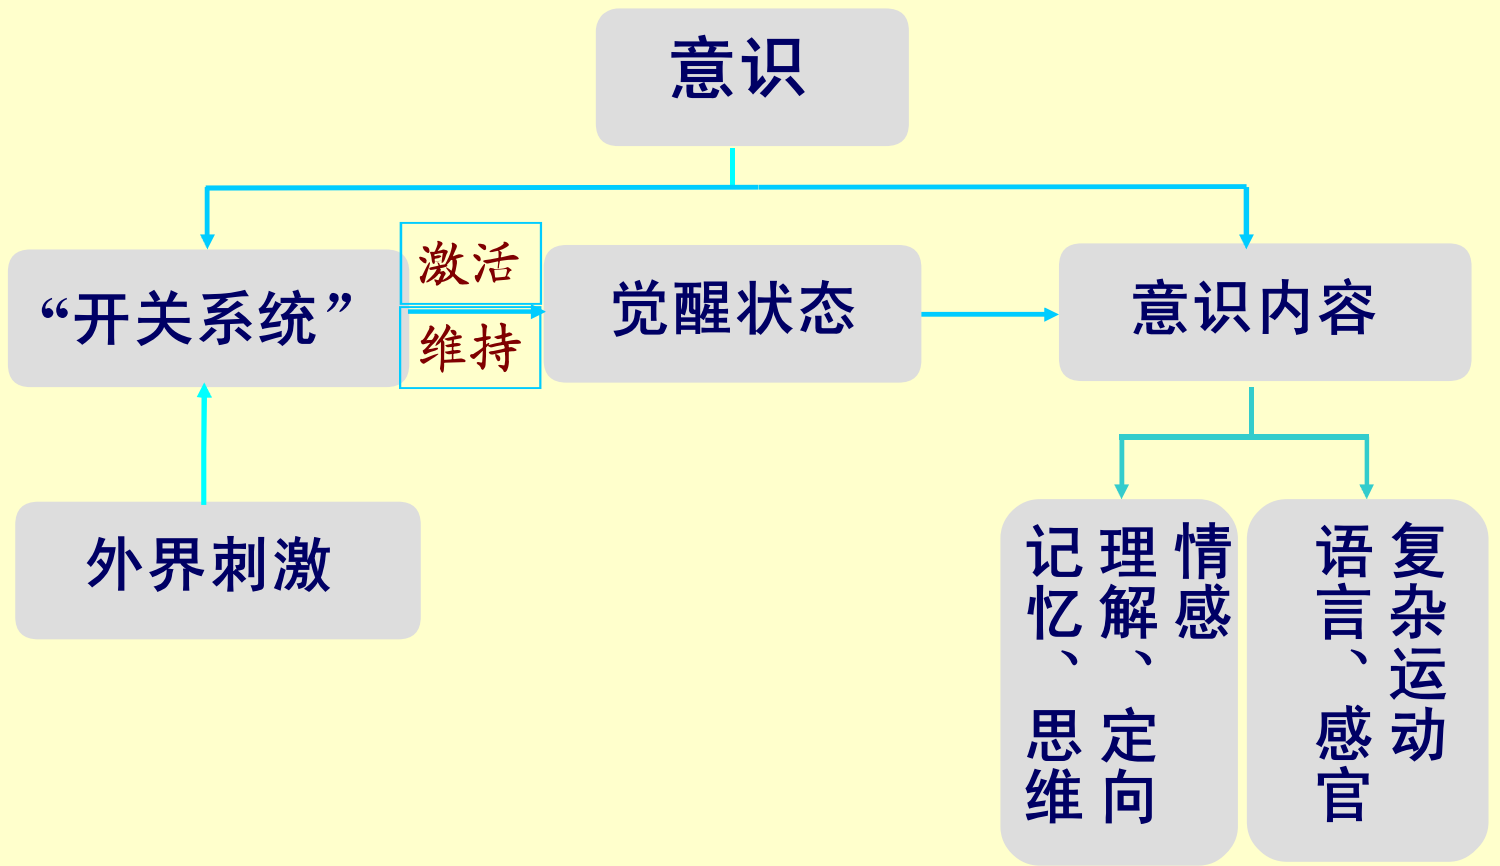 意识
“开关系统”
激活
维持
觉醒状态
意识内容
外界刺激
记忆、思维
理解、定向
情感
语言、感官
复杂运动